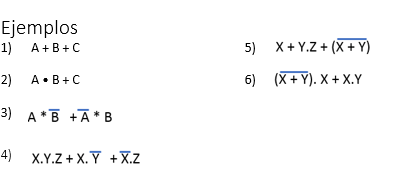 Ejemplos
1) A + B + C
2) A • B + C
3) A * B̅ + A̅ * B
4) X.Y.Z + X. Y̅ + X̅.Z
5) X + Y.Z + (X̅ ̅+̅ ̅Y̅)
6) (X̅ ̅+̅ ̅Y̅). X + X.Y